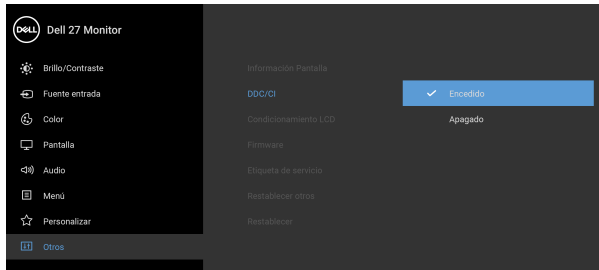 DELL Dell 27 Monitor
Brillo/Contraste
Fuente entrada
Color
Pantalla
Audio
Menú
Personalizar
Otros
Información Pantalla
DDC/CI
Condicionamiento LCD
Firmware
Etiqueta de servicio
Restablecer otros
Restablecer
Encedido
Apagado